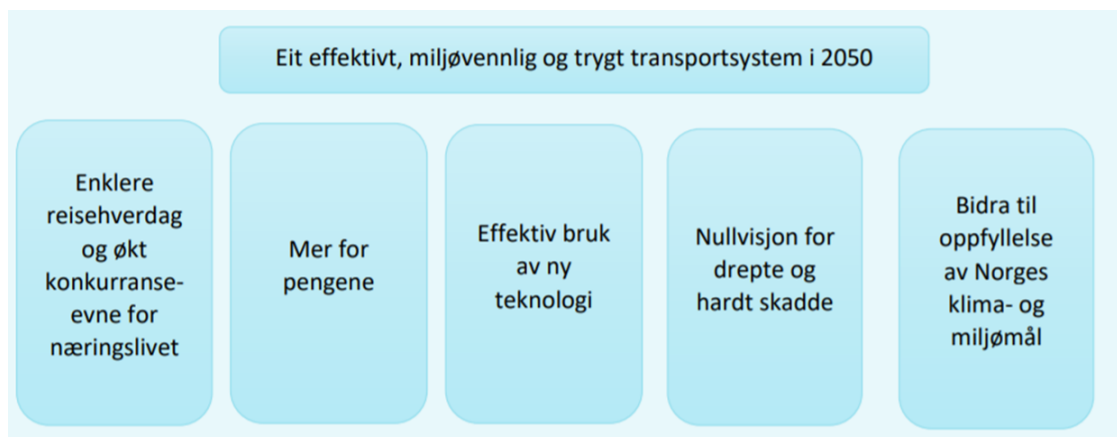 Eit effektivt, miljøvennlig og trygt transportsystem i 2050
Enklere
reisehverdag
og økt
konkurranse-
evne for
næringslivet
Mer for
pengene
Effektiv bruk
av ny
teknologi
Nullvisjon for
drepte og
hardt skadde
Bidra til
oppfyllelse
av Norges
klima- og
miljømål